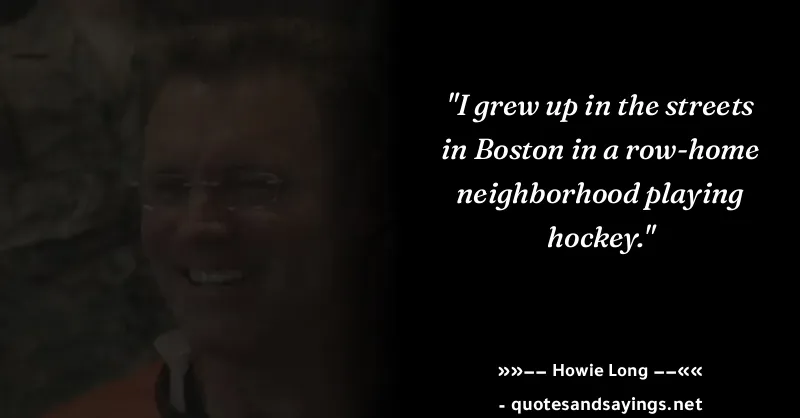 "I grew up in the streets
in Boston in a row-home
neighborhood playing
hockey."
»»−− Howie Long −−««
- quotesandsayings.net